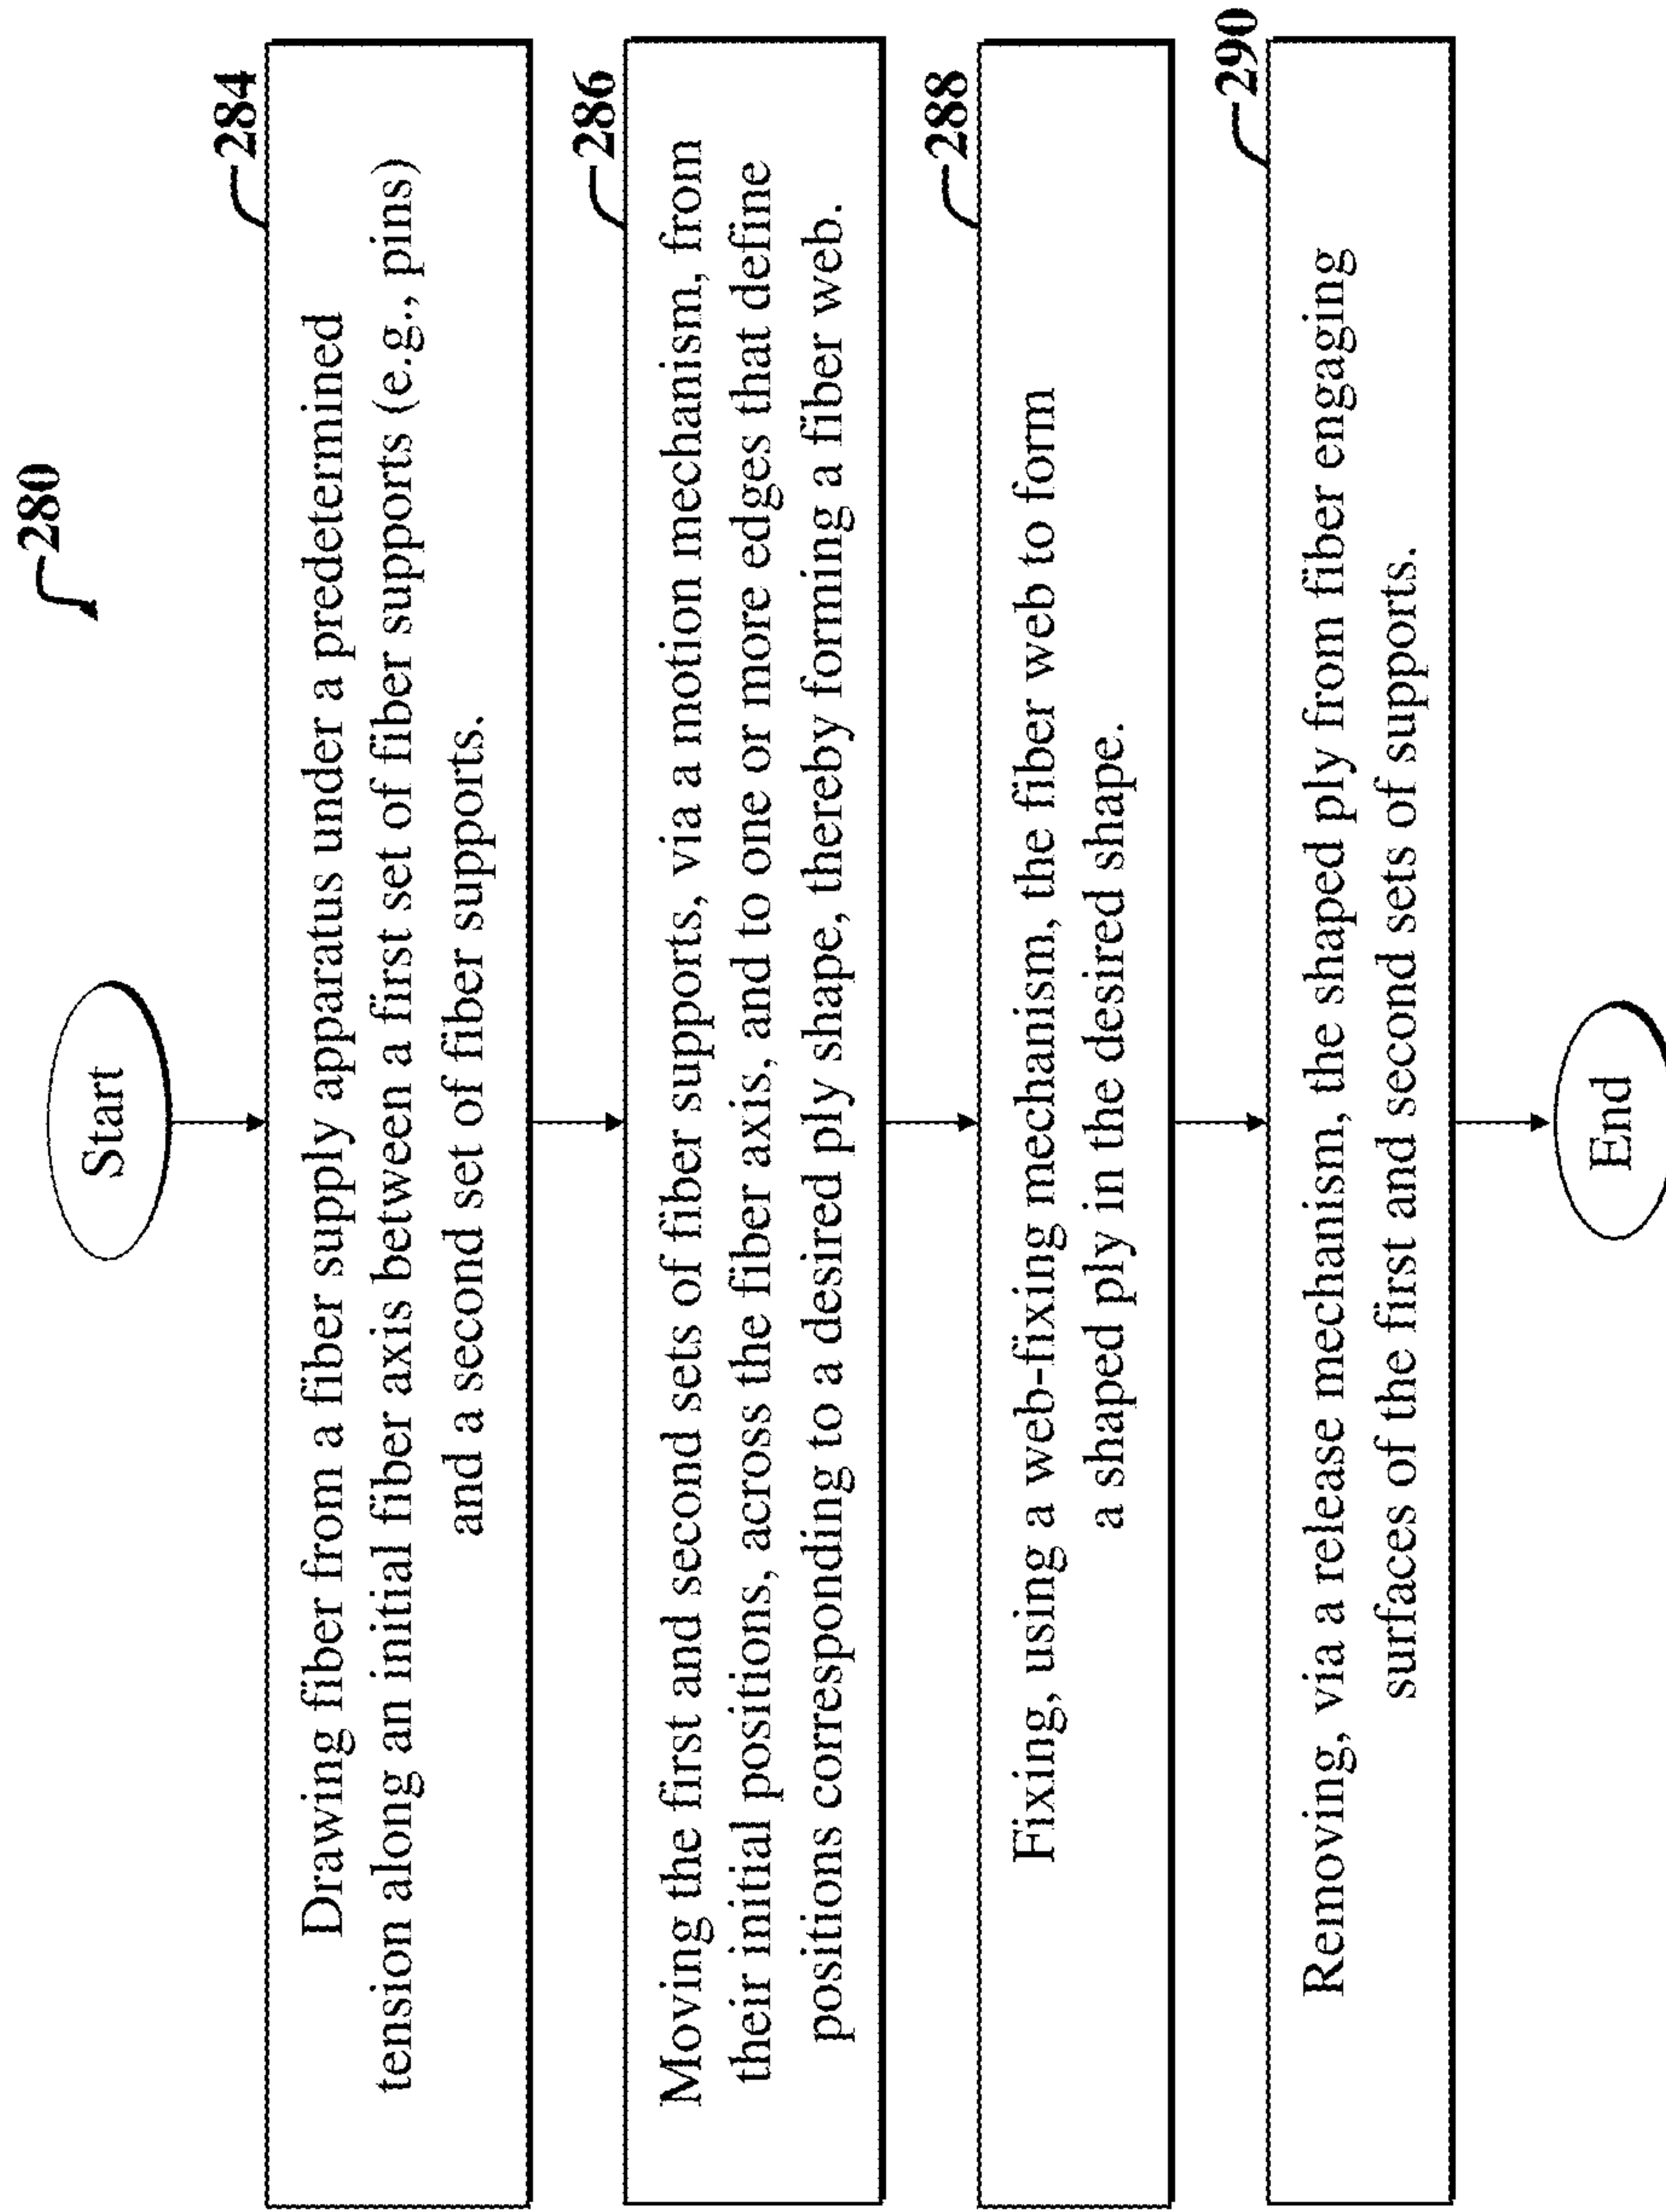 280
Start
284
Drawing fiber from a fiber supply apparatus under a predetermined
tension along an initial fiber axis between a first set of fiber supports (e.g., pins)
and a second set of fiber supports.
286
Moving the first and second sets of fiber supports, via a motion mechanism, from
their initial positions, across the fiber axis, and to one or more edges that define
positions corresponding to a desired ply shape, thereby forming a fiber web.
288
Fixing, using a web-fixing mechanism, the fiber web to form
a shaped ply in the desired shape.
290
Removing, via a release mechanism, the shaped ply from fiber engaging
surfaces of the first and second sets of supports.
End